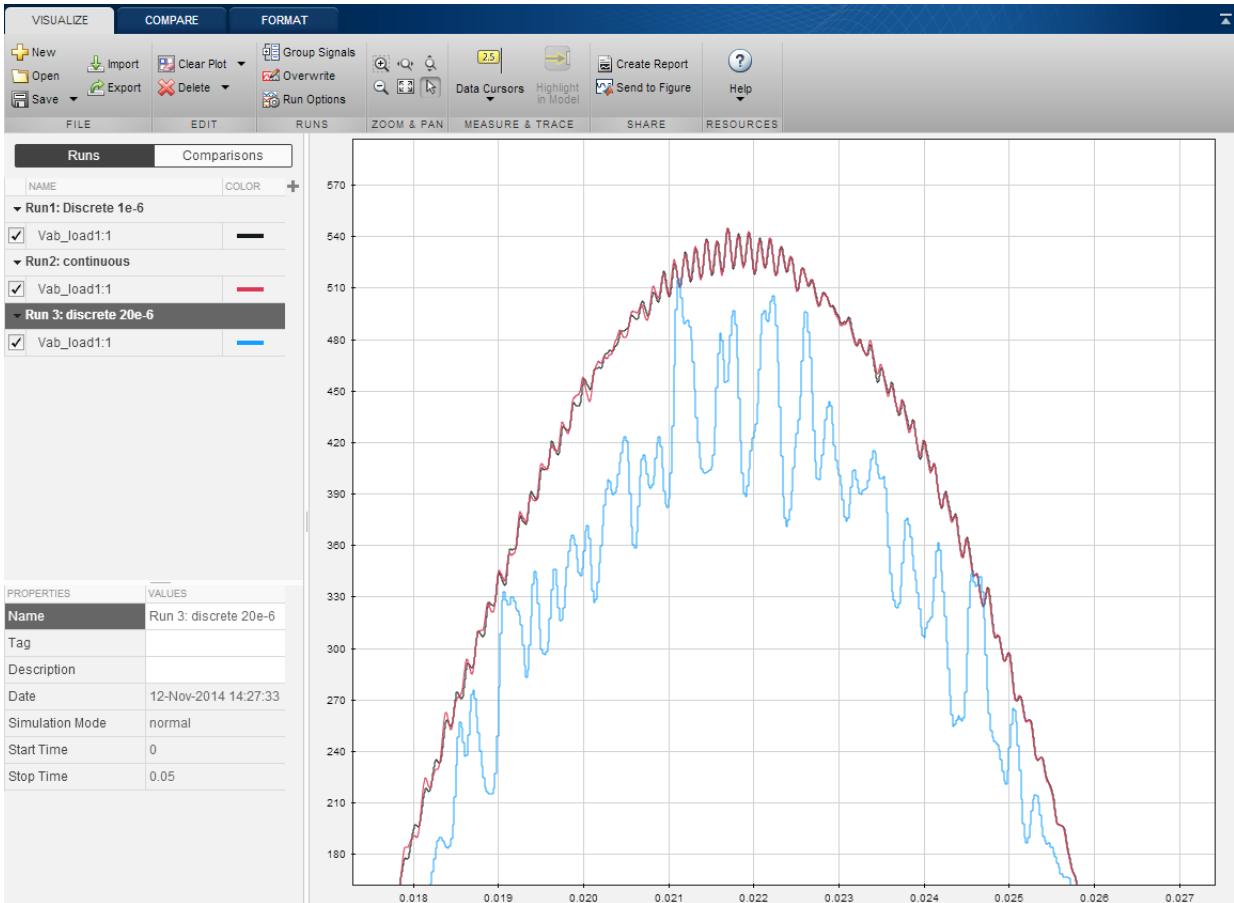 VISUALIZE COMPARE FORMAT
New
Open
Save
Import
Export
Clear Plot
Delete
Group Signals
Overwrite
Run Options
2.5
Data Cursors
Highlight
in Model
Create Report
Send to Figure
?
Help
FILE EDIT RUNS ZOOM & PAN MEASURE & TRACE SHARE RESOURCES
Runs Comparisons
NAME COLOR
Run1: Discrete 1e-6
Vab_load1:1
Run2: continuous
Vab_load1:1
Run 3: discrete 20e-6
Vab_load1:1
PROPERTIES VALUES
Name Run 3: discrete 20e-6
Tag
Description
Date 12-Nov-2014 14:27:33
Simulation Mode normal
Start Time 0
Stop Time 0.05
570
540
510
480
450
420
390
360
330
300
270
240
210
180
0.018 0.019 0.020 0.021 0.022 0.023 0.024 0.025 0.026 0.027